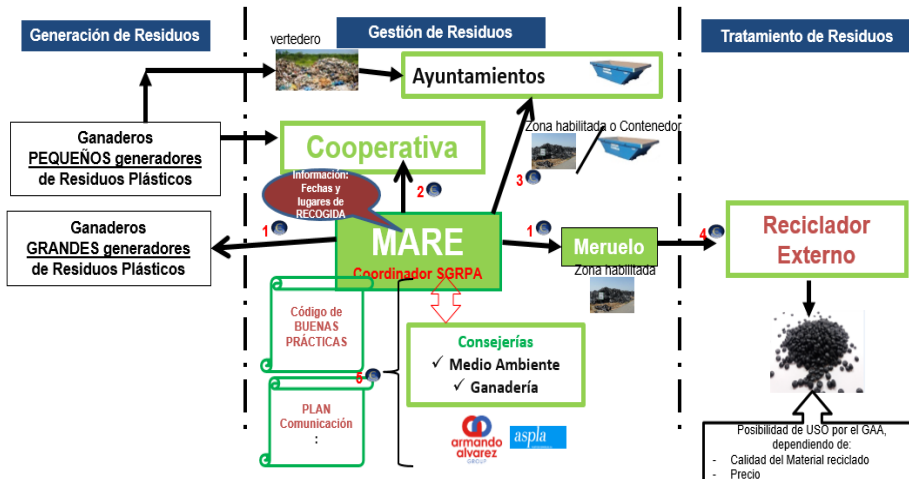 Generación de Residuos
Gestión de Residuos
Tratamiento de Residuos
vertedero
Ayuntamientos
Ganaderos
PEQUEÑOS generadores
de Residuos Plásticos
Cooperativa
Zona habilitada o Contenedor
Información:
Fechas y
lugares de
RECOGIDA
2 €
3 €
Ganaderos
GRANDES generadores
de Residuos Plásticos
1 €
MARE
Coordinador SGRPA
1 €
Meruelo
Zona habilitada
4 €
Reciclador
Externo
Código de
BUENAS
PRÁCTICAS
5 €
PLAN
Comunicación
:
Consejerías
✓ Medio Ambiente
✓ Ganadería
armando
alvarez
GROUP
aspla
Posibilidad de USO por el GAA,
dependiendo de:
- Calidad del Material reciclado
- Precio